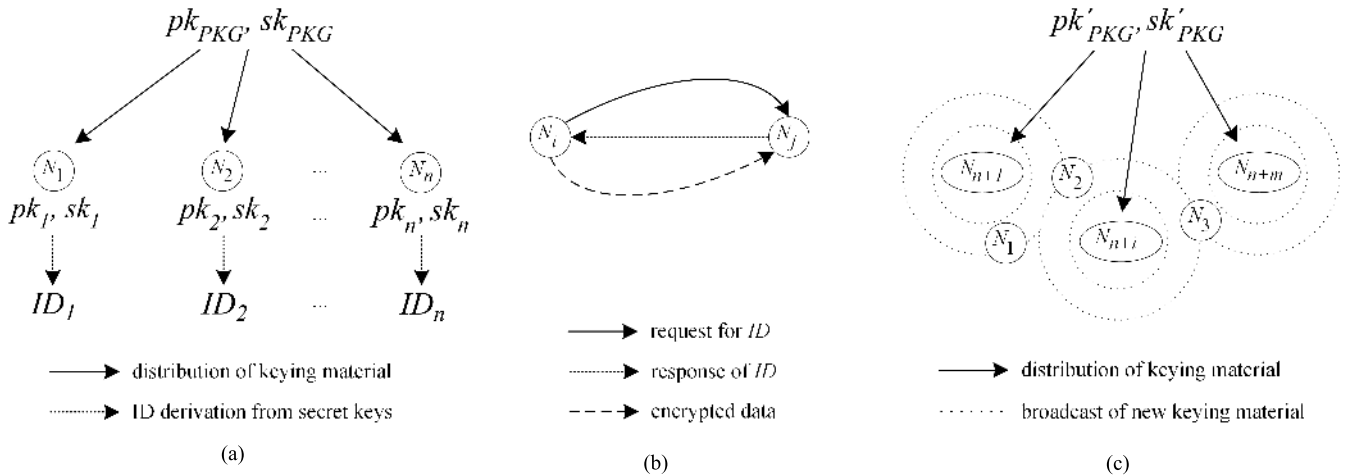 pk_PKG, sk_PKG
N_1 N_2 ... N_n
pk_1, sk_1 pk_2, sk_2 ... pk_n, sk_n
ID_1 ID_2 ... ID_n
distribution of keying material
ID derivation from secret keys
(a)
N_i N_j
request for ID
response of ID
encrypted data
(b)
pk′_PKG, sk′_PKG
N_n+1 N_2 N_n+m
N_1 N_n+i N_3
distribution of keying material
broadcast of new keying material
(c)